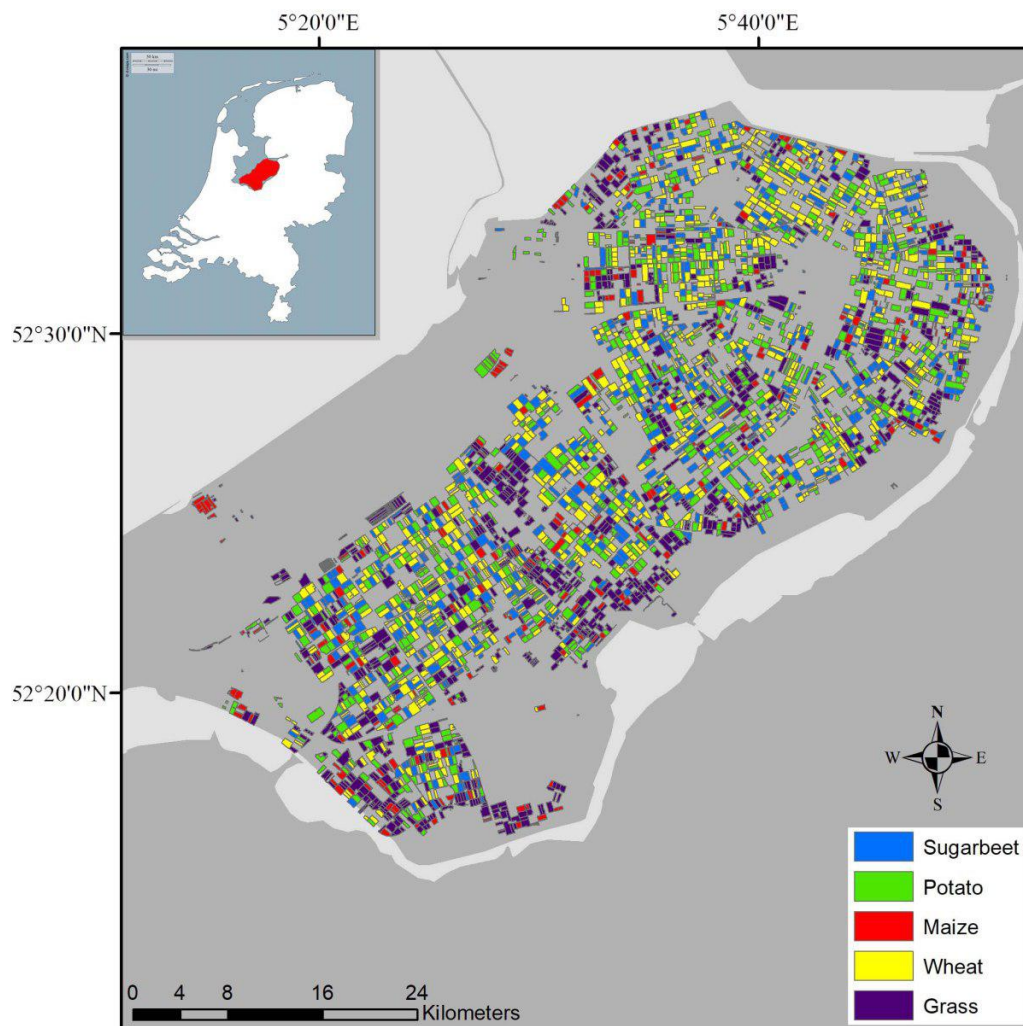 5°20'0"E
5°40'0"E
52°30'0"N
52°20'0"N
N
W
E
S
Sugarbeet
Potato
Maize
Wheat
Grass
0
4
8
16
24
Kilometers